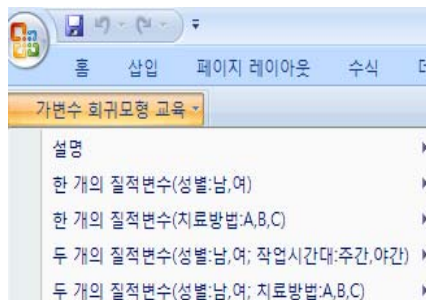 홈 삽입 페이지 레이아웃 수식
가변수 회귀모형 교육
설명
한 개의 질적변수(성별:남,여)
한 개의 질적변수(치료방법:A,B,C)
두 개의 질적변수(성별:남,여; 작업시간대:주간,야간)
두 개의 질적변수(성별:남,여; 치료방법:A,B,C)